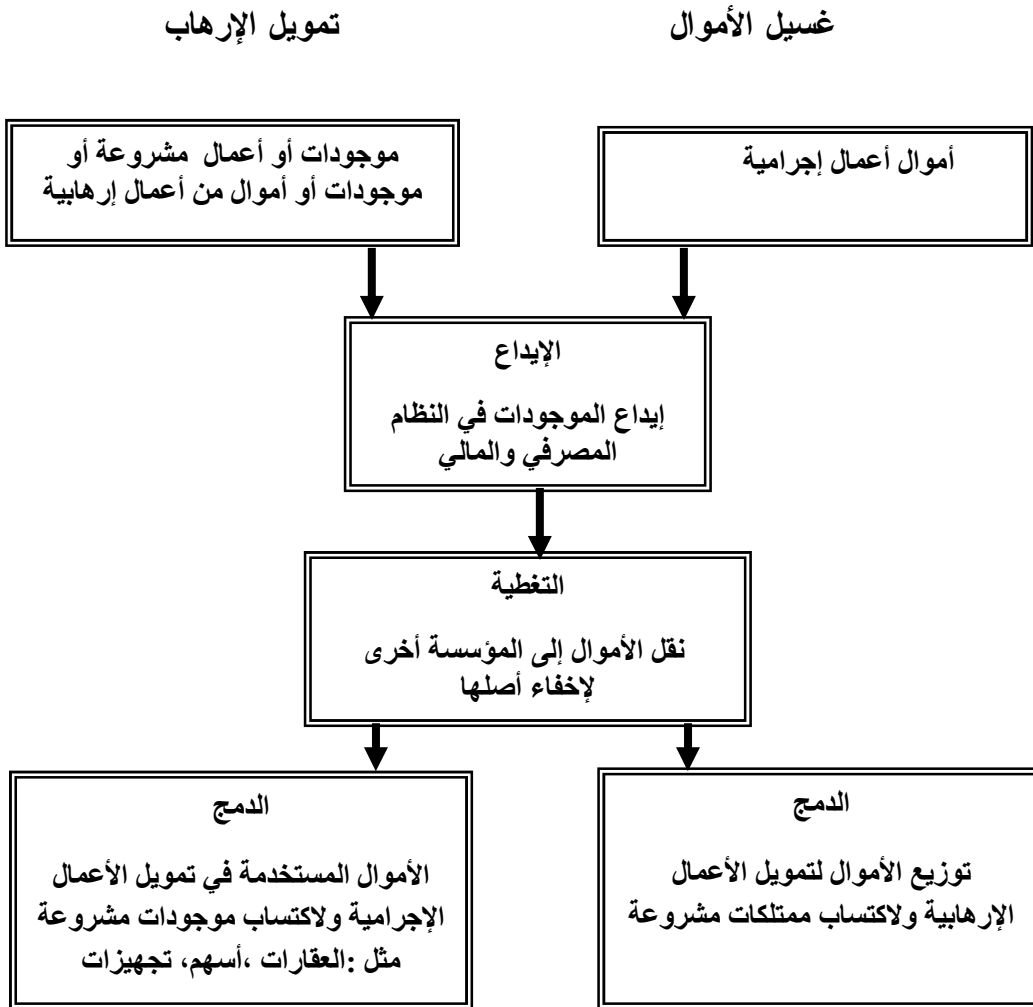 غسيل الأموال
تمويل الإرهاب
أموال أعمال إجرامية
موجودات أو أعمال مشروعة أو
موجودات أو أموال من أعمال إرهابية
الإيداع
إيداع الموجودات في النظام
المصرفي والمالي
التغطية
نقل الأموال إلى المؤسسة أخرى
لإخفاء أصلها
الدمج
توزيع الأموال لتمويل الأعمال
الإرهابية ولاكتساب ممتلكات مشروعة
الدمج
الأموال المستخدمة في تمويل الأعمال
الإجرامية ولاكتساب موجودات مشروعة
مثل :العقارات ،أسهم، تجهيزات